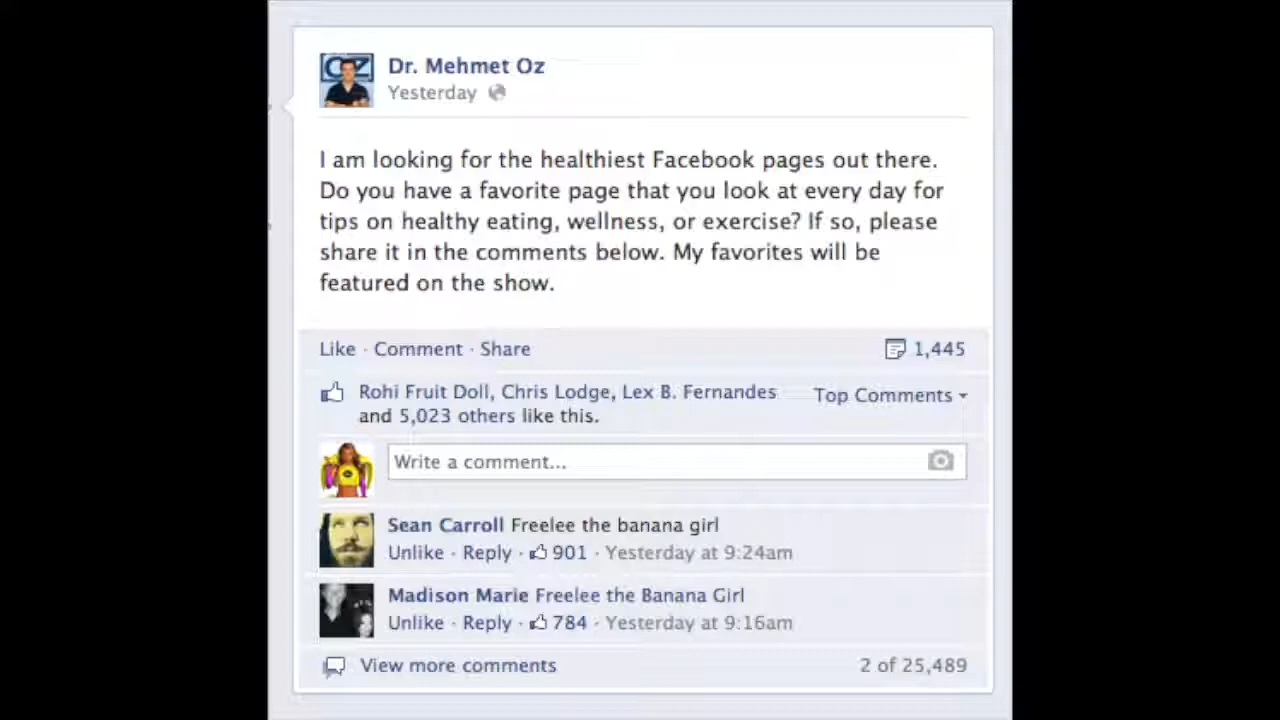 OZ
Dr. Mehmet Oz
Yesterday
I am looking for the healthiest Facebook pages out there.
Do you have a favorite page that you look at every day for
tips on healthy eating, wellness, or exercise? If so, please
share it in the comments below. My favorites will be
featured on the show.
Like · Comment · Share
1,445
Rohi Fruit Doll, Chris Lodge, Lex B. Fernandes
and 5,023 others like this.
Top Comments
Write a comment...
Sean Carroll Freelee the banana girl
Unlike · Reply · 901 · Yesterday at 9:24am
Madison Marie Freelee the Banana Girl
Unlike · Reply · 784 · Yesterday at 9:16am
View more comments
2 of 25,489